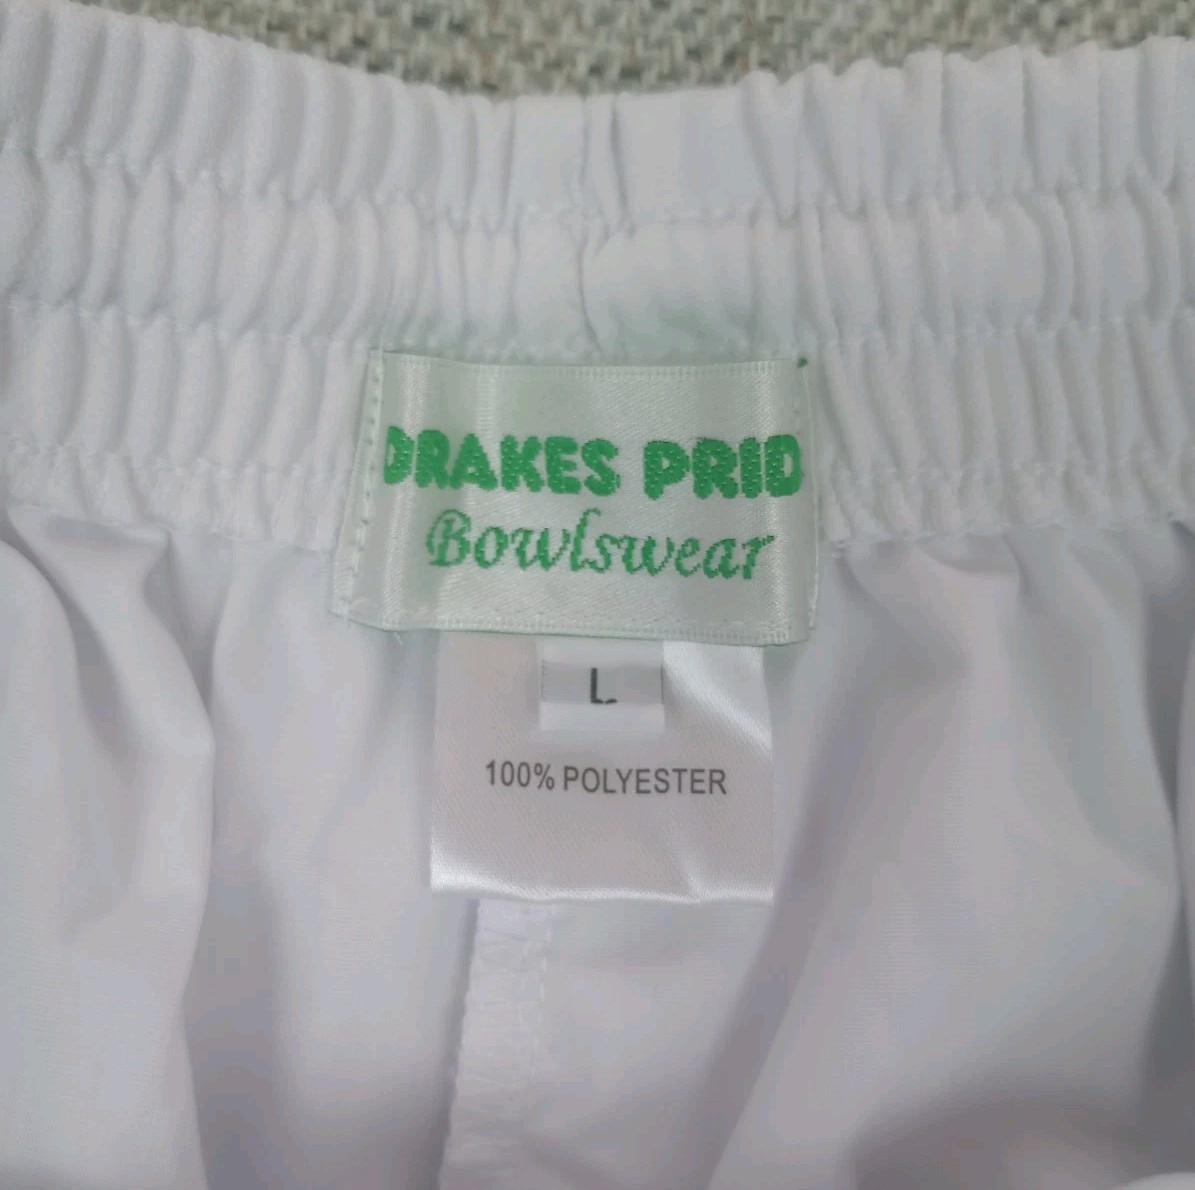 DRAKES PRID
Bowlswear
L
100% POLYESTER